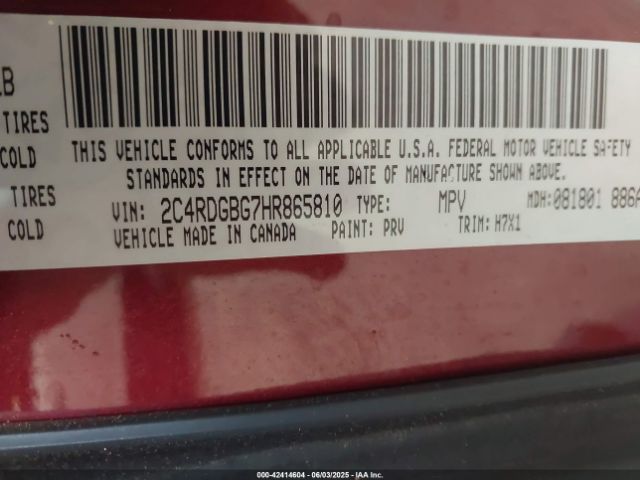 LB
TIRES
COLD
TIRES
COLD
THIS VEHICLE CONFORMS TO ALL APPLICABLE U.S.A. FEDERAL MOTOR VEHICLE SAFETY
STANDARDS IN EFFECT ON THE DATE OF MANUFACTURE SHOWN ABOVE.
VIN: 2C4RDGBG7HR865810 TYPE: MPV MDH:081801 886A
VEHICLE MADE IN CANADA PAINT: PRV TRIM: H7X1
000-42414604 - 06/03/2025 - IAA Inc.